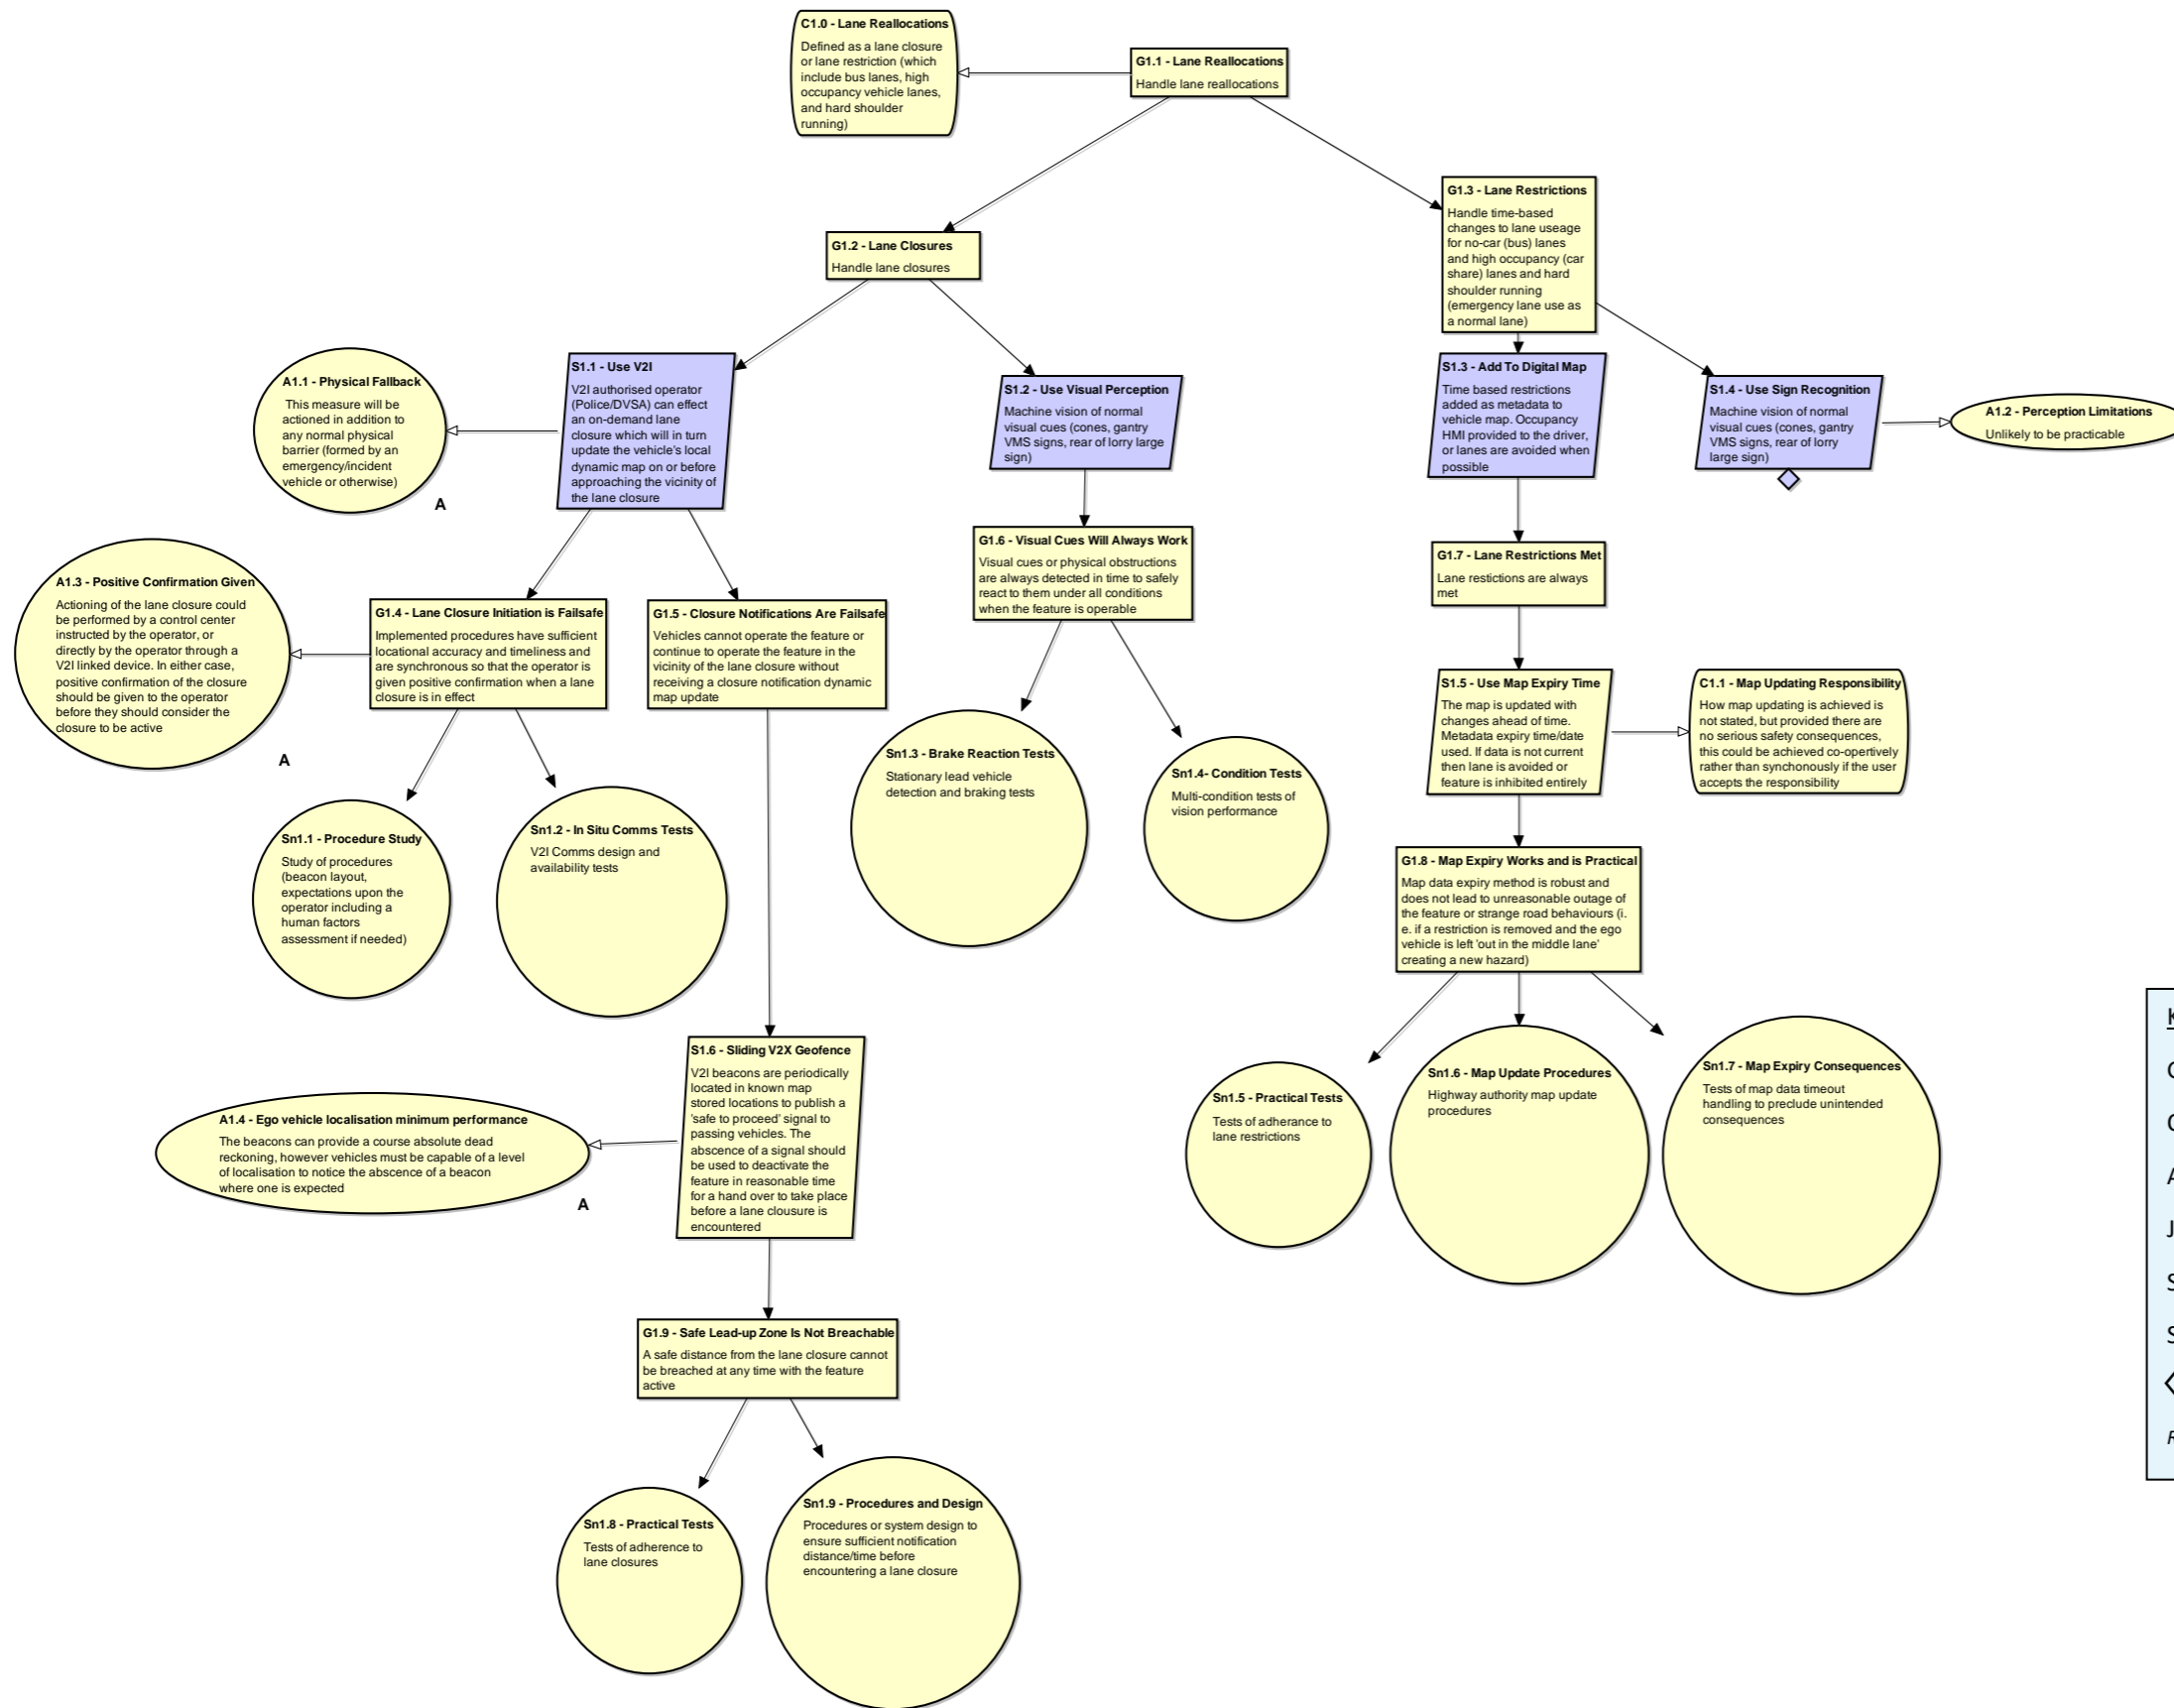 C1.0 - Lane Reallocations
Defined as a lane closure
or lane restriction (which
include bus lanes, high
occupancy vehicle lanes,
and hard shoulder
running)
G1.1 - Lane Reallocations
Handle lane reallocations
G1.3 - Lane Restrictions
Handle time-based
changes to lane useage
for no-car (bus) lanes
and high occupancy (car
share) lanes and hard
shoulder running
(emergency lane use as
a normal lane)
G1.2 - Lane Closures
Handle lane closures
A1.1 - Physical Fallback
This measure will be
actioned in addition to
any normal physical
barrier (formed by an
emergency/incident
vehicle or otherwise)
A
S1.1 - Use V2I
V2I authorised operator
(Police/DVSA) can effect
an on-demand lane
closure which will in turn
update the vehicle's local
dynamic map on or before
approaching the vicinity of
the lane closure
S1.2 - Use Visual Perception
Machine vision of normal
visual cues (cones, gantry
VMS signs, rear of lorry large
sign)
S1.3 - Add To Digital Map
Time based restrictions
added as metadata to
vehicle map. Occupancy
HMI provided to the driver,
or lanes are avoided when
possible
S1.4 - Use Sign Recognition
Machine vision of normal
visual cues (cones, gantry
VMS signs, rear of lorry
large sign)
A1.2 - Perception Limitations
Unlikely to be practicable
A1.3 - Positive Confirmation Given
Actioning of the lane closure could
be performed by a control center
instructed by the operator, or
directly by the operator through a
V2I linked device. In either case,
positive confirmation of the closure
should be given to the operator
before they should consider the
closure to be active
A
G1.4 - Lane Closure Initiation is Failsafe
Implemented procedures have sufficient
locational accuracy and timeliness and
are synchronous so that the operator is
given positive confirmation when a lane
closure is in effect
G1.5 - Closure Notifications Are Failsafe
Vehicles cannot operate the feature or
continue to operate the feature in the
vicinity of the lane closure without
receiving a closure notification dynamic
map update
G1.6 - Visual Cues Will Always Work
Visual cues or physical obstructions
are always detected in time to safely
react to them under all conditions
when the feature is operable
G1.7 - Lane Restrictions Met
Lane restictions are always
met
S1.5 - Use Map Expiry Time
The map is updated with
changes ahead of time.
Metadata expiry time/date
used. If data is not current
then lane is avoided or
feature is inhibited entirely
C1.1 - Map Updating Responsibility
How map updating is achieved is
not stated, but provided there are
no serious safety consequences,
this could be achieved co-opertively
rather than synchonously if the user
accepts the responsibility
Sn1.1 - Procedure Study
Study of procedures
(beacon layout,
expectations upon the
operator including a
human factors
assessment if needed)
Sn1.2 - In Situ Comms Tests
V2I Comms design and
availability tests
Sn1.3 - Brake Reaction Tests
Stationary lead vehicle
detection and braking tests
Sn1.4- Condition Tests
Multi-condition tests of
vision performance
G1.8 - Map Expiry Works and is Practical
Map data expiry method is robust and
does not lead to unreasonable outage of
the feature or strange road behaviours (i.
e. if a restriction is removed and the ego
vehicle is left 'out in the middle lane'
creating a new hazard)
Sn1.5 - Practical Tests
Tests of adherance to
lane restrictions
Sn1.6 - Map Update Procedures
Highway authority map update
procedures
Sn1.7 - Map Expiry Consequences
Tests of map data timeout
handling to preclude unintended
consequences
S1.6 - Sliding V2X Geofence
V2I beacons are periodically
located in known map
stored locations to publish a
'safe to proceed' signal to
passing vehicles. The
abscence of a signal should
be used to deactivate the
feature in reasonable time
for a hand over to take place
before a lane clousure is
encountered
A1.4 - Ego vehicle localisation minimum performance
The beacons can provide a course absolute dead
reckoning, however vehicles must be capable of a level
of localisation to notice the abscence of a beacon
where one is expected
A
G1.9 - Safe Lead-up Zone Is Not Breachable
A safe distance from the lane closure cannot
be breached at any time with the feature
active
Sn1.8 - Practical Tests
Tests of adherence to
lane closures
Sn1.9 - Procedures and Design
Procedures or system design to
ensure sufficient notification
distance/time before
encountering a lane closure